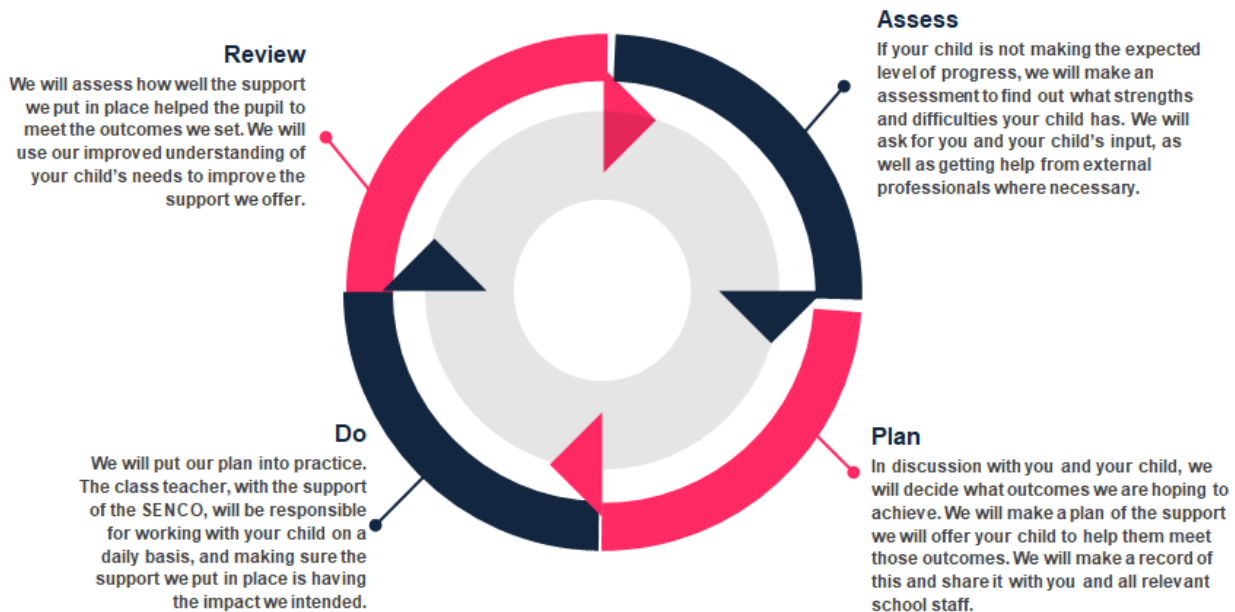 Review
We will assess how well the support
we put in place helped the pupil to
meet the outcomes we set. We will
use our improved understanding of
your child's needs to improve the
support we offer.
Assess
If your child is not making the expected
level of progress, we will make an
assessment to find out what strengths
and difficulties your child has. We will
ask for you and your child's input, as
well as getting help from external
professionals where necessary.
Do
We will put our plan into practice.
The class teacher, with the support
of the SENCO, will be responsible
for working with your child on a
daily basis, and making sure the
support we put in place is having
the impact we intended.
Plan
In discussion with you and your child, we
will decide what outcomes we are hoping to
achieve. We will make a plan of the support
we will offer your child to help them meet
those outcomes. We will make a record of
this and share it with you and all relevant
school staff.